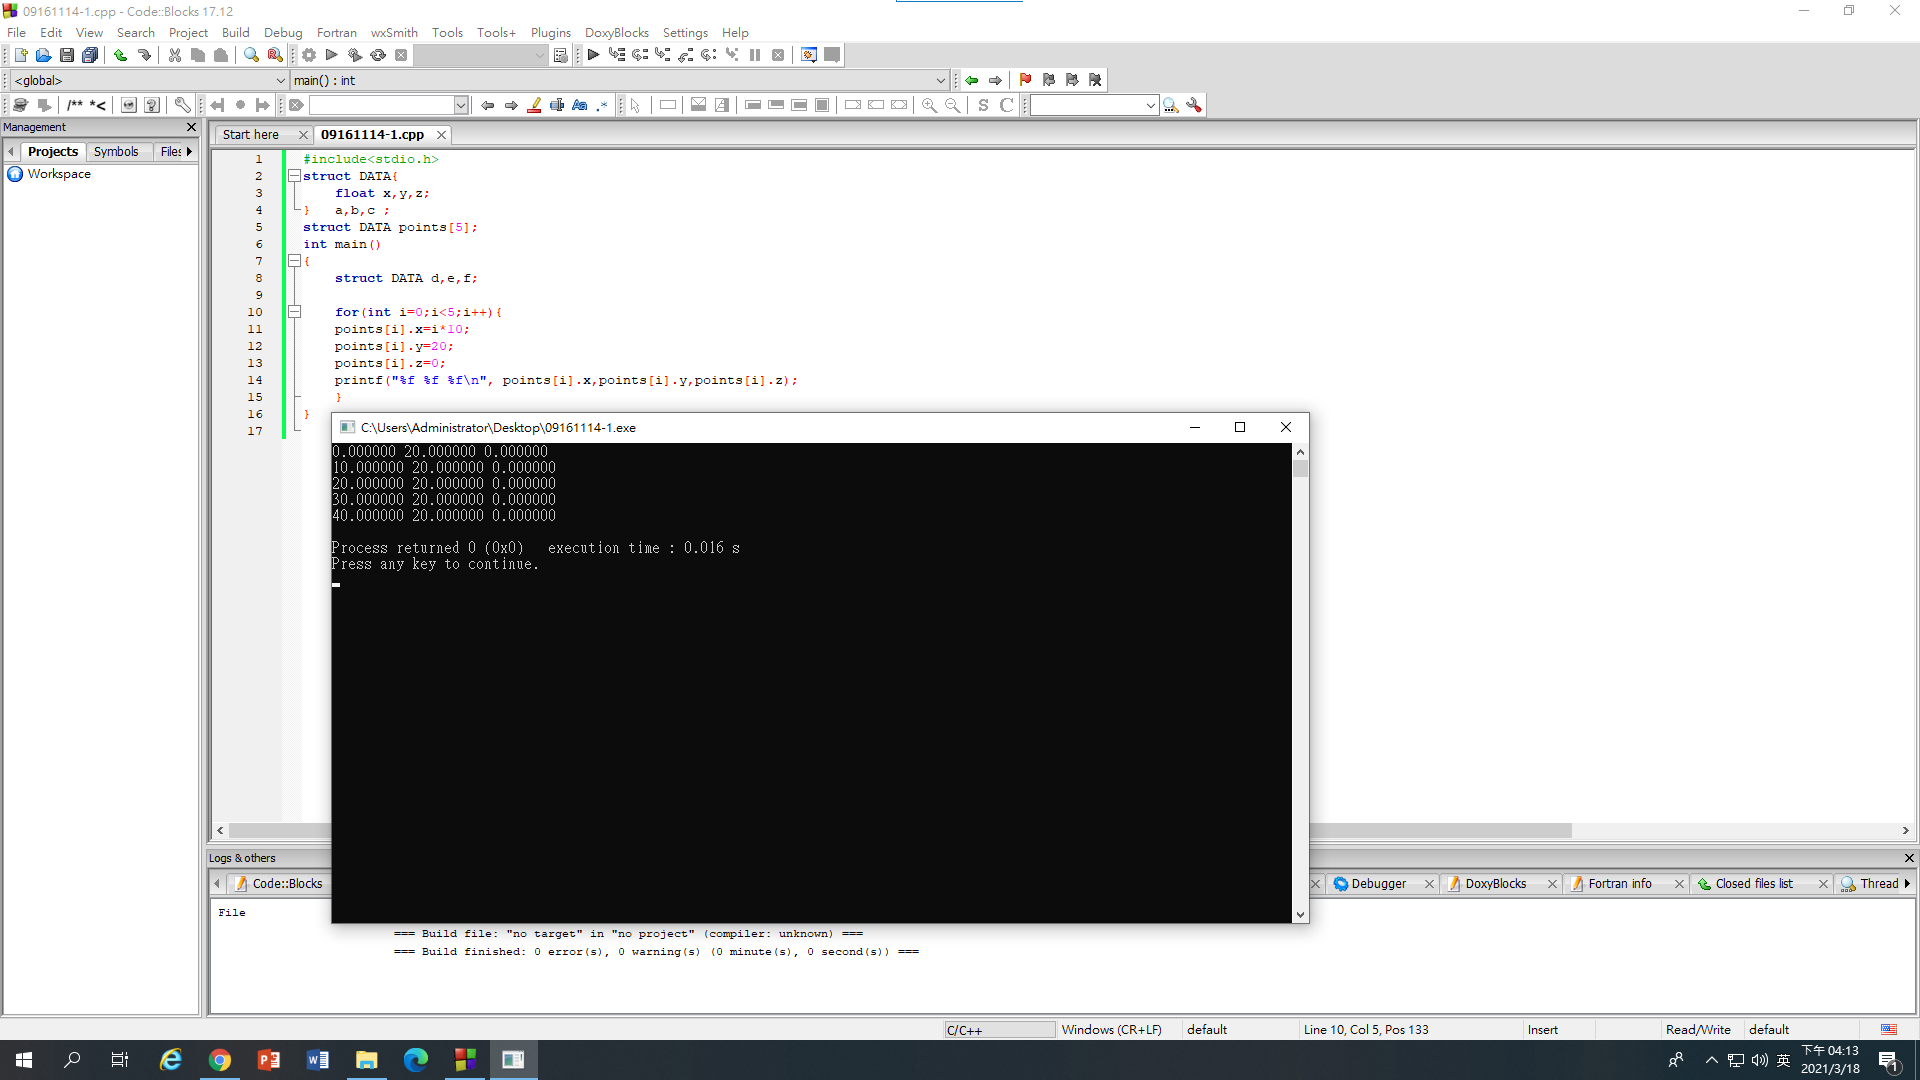 09161114-1.cpp - Code::Blocks 17.12
File Edit View Search Project Build Debug Fortran wxSmith Tools Tools+ Plugins DoxyBlocks Settings Help
<global> main() : int
/** *<
S C
Management
Projects Symbols Files
Workspace
Start here 09161114-1.cpp
1 #include<stdio.h>
2 struct DATA{
3 float x,y,z;
4 } a,b,c ;
5 struct DATA points[5];
6 int main()
7 {
8 struct DATA d,e,f;
9
10 for(int i=0;i<5;i++){
11 points[i].x=i*10;
12 points[i].y=20;
13 points[i].z=0;
14 printf("%f %f %f\n", points[i].x,points[i].y,points[i].z);
15 }
16 }
17
C:\Users\Administrator\Desktop\09161114-1.exe
0.000000 20.000000 0.000000
10.000000 20.000000 0.000000
20.000000 20.000000 0.000000
30.000000 20.000000 0.000000
40.000000 20.000000 0.000000
Process returned 0 (0x0) execution time : 0.016 s
Press any key to continue.
Logs & others
Code::Blocks Debugger DoxyBlocks Fortran info Closed files list Thread
File
=== Build file: "no target" in "no project" (compiler: unknown) ===
=== Build finished: 0 error(s), 0 warning(s) (0 minute(s), 0 second(s)) ===
C/C++ Windows (CR+LF) default Line 10, Col 5, Pos 133 Insert Read/Write default
英 下午 04:13
2021/3/18 1